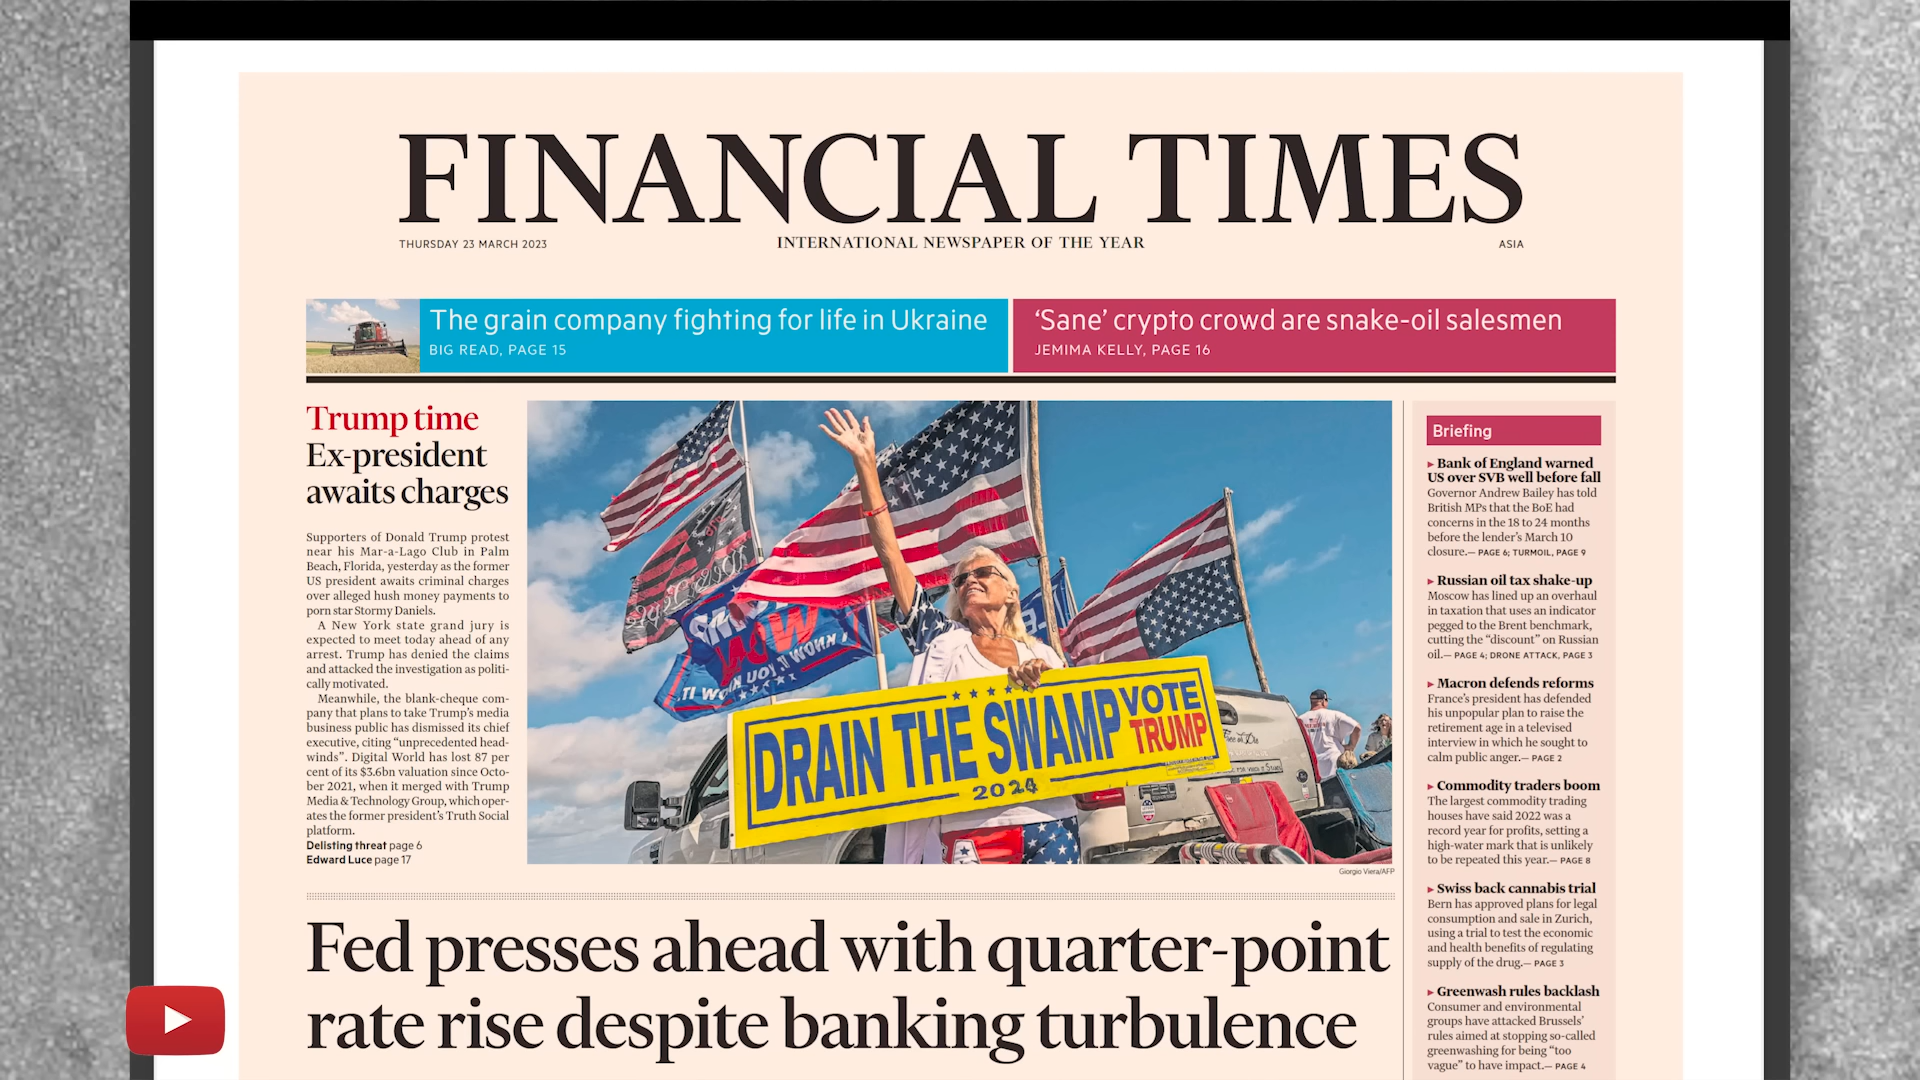 FINANCIAL TIMES
THURSDAY 23 MARCH 2023
INTERNATIONAL NEWSPAPER OF THE YEAR
ASIA
The grain company fighting for life in Ukraine
BIG READ, PAGE 15
‘Sane’ crypto crowd are snake-oil salesmen
JEMIMA KELLY, PAGE 16
Trump time
Ex-president
awaits charges
Supporters of Donald Trump protest
near his Mar-a-Lago Club in Palm
Beach, Florida, yesterday as the former
US president awaits criminal charges
over alleged hush money payments to
porn star Stormy Daniels.
A New York state grand jury is
expected to meet today ahead of any
arrest. Trump has denied the claims
and attacked the investigation as politi-
cally motivated.
Meanwhile, the blank-cheque com-
pany that plans to take Trump’s media
business public has dismissed its chief
executive, citing “unprecedented head-
winds”. Digital World has lost 87 per
cent of its $3.6bn valuation since Octo-
ber 2021, when it merged with Trump
Media & Technology Group, which oper-
ates the former president’s Truth Social
platform.
Delisting threat page 6
Edward Luce page 17
DRAIN THE SWAMP
VOTE
TRUMP
2024
Giorgio Viera/AFP
Fed presses ahead with quarter-point
rate rise despite banking turbulence
Briefing
Bank of England warned
US over SVB well before fall
Governor Andrew Bailey has told
British MPs that the BoE had
concerns in the 18 to 24 months
before the lender’s March 10
closure.— PAGE 6; TURMOIL, PAGE 9
Russian oil tax shake-up
Moscow has lined up an overhaul
in taxation that uses an indicator
pegged to the Brent benchmark,
cutting the “discount” on Russian
oil.— PAGE 4; DRONE ATTACK, PAGE 3
Macron defends reforms
France’s president has defended
his unpopular plan to raise the
retirement age in a televised
interview in which he sought to
calm public anger.— PAGE 2
Commodity traders boom
The largest commodity trading
houses have said 2022 was a
record year for profits, setting a
high-water mark that is unlikely
to be repeated this year.— PAGE 8
Swiss back cannabis trial
Bern has approved plans for legal
consumption and sale in Zurich,
using a trial to test the economic
and health benefits of regulating
supply of the drug.— PAGE 3
Greenwash rules backlash
Consumer and environmental
groups have attacked Brussels’
rules aimed at stopping so-called
greenwashing for being “too
vague” to have impact.— PAGE 4